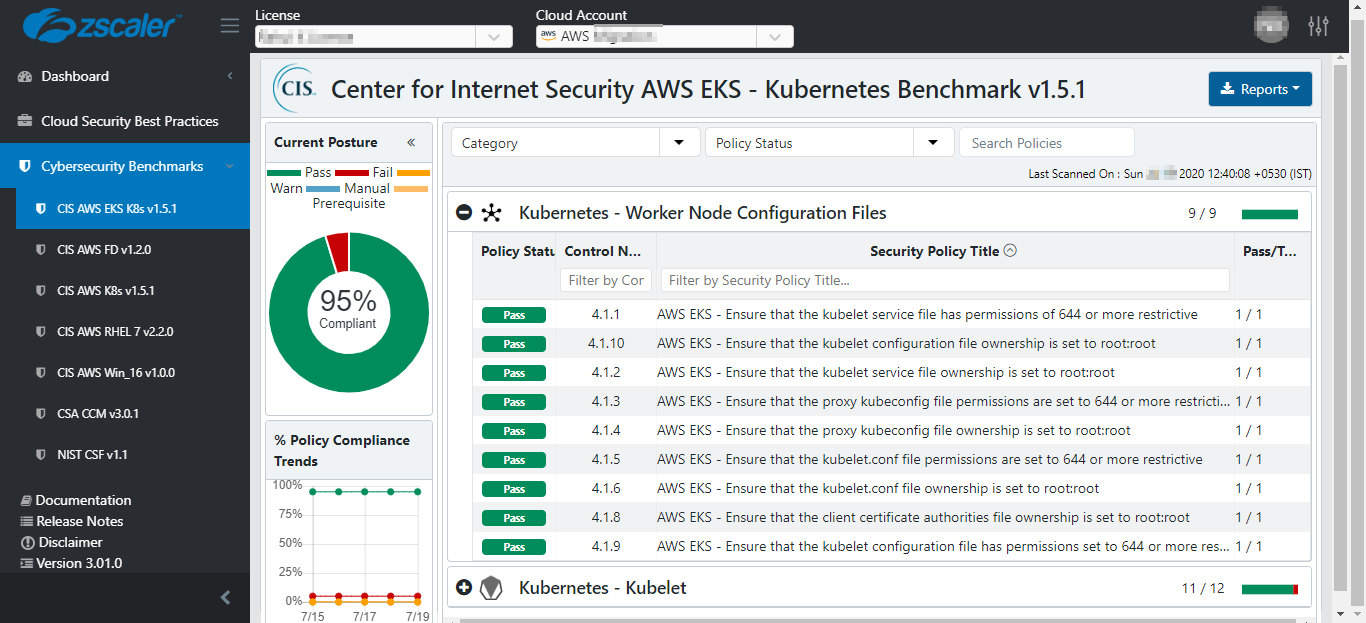 zscaler™
License
Cloud Account
aws AWS
Dashboard
Cloud Security Best Practices
Cybersecurity Benchmarks
CIS AWS EKS K8s v1.5.1
CIS AWS FD v1.2.0
CIS AWS K8s v1.5.1
CIS AWS RHEL 7 v2.2.0
CIS AWS Win_16 v1.0.0
CSA CCM v3.0.1
NIST CSF v1.1
Documentation
Release Notes
Disclaimer
Version 3.01.0
CIS. Center for Internet Security AWS EKS - Kubernetes Benchmark v1.5.1
Reports
Current Posture «
Pass Fail
Warn Manual
Prerequisite
95%
Compliant
% Policy Compliance
Trends
100%
75%
50%
25%
0%
7/15 7/17 7/19
Category
Policy Status
Search Policies
Last Scanned On : Sun 2020 12:40:08 +0530 (IST)
Kubernetes - Worker Node Configuration Files 9 / 9
Policy Statu Control N... Security Policy Title Pass/T...
Filter by Cor Filter by Security Policy Title...
Pass 4.1.1 AWS EKS - Ensure that the kubelet service file has permissions of 644 or more restrictive 1 / 1
Pass 4.1.10 AWS EKS - Ensure that the kubelet configuration file ownership is set to root:root 1 / 1
Pass 4.1.2 AWS EKS - Ensure that the kubelet service file ownership is set to root:root 1 / 1
Pass 4.1.3 AWS EKS - Ensure that the proxy kubeconfig file permissions are set to 644 or more restricti... 1 / 1
Pass 4.1.4 AWS EKS - Ensure that the proxy kubeconfig file ownership is set to root:root 1 / 1
Pass 4.1.5 AWS EKS - Ensure that the kubelet.conf file permissions are set to 644 or more restrictive 1 / 1
Pass 4.1.6 AWS EKS - Ensure that the kubelet.conf file ownership is set to root:root 1 / 1
Pass 4.1.8 AWS EKS - Ensure that the client certificate authorities file ownership is set to root:root 1 / 1
Pass 4.1.9 AWS EKS - Ensure that the kubelet configuration file has permissions set to 644 or more res... 1 / 1
Kubernetes - Kubelet 11 / 12